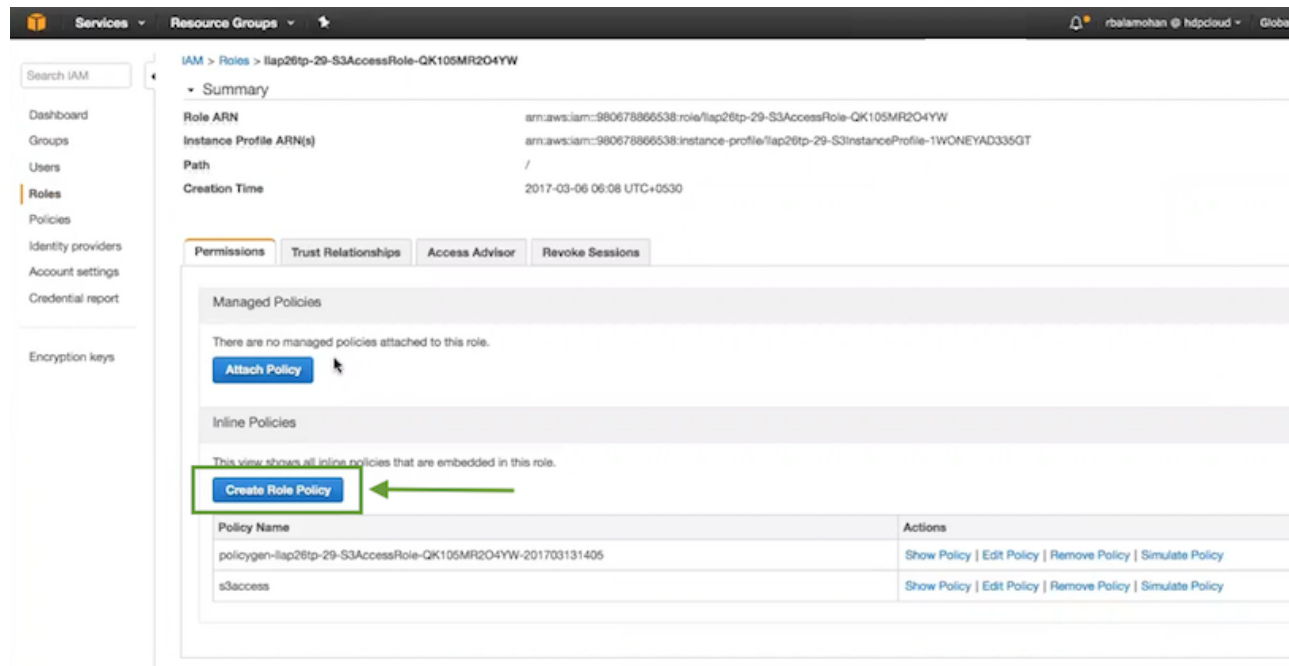 Services Resource Groups rbalamohan @ hdpcloud Globa
Search IAM
Dashboard
Groups
Users
Roles
Policies
Identity providers
Account settings
Credential report
Encryption keys
IAM > Roles > llap26tp-29-S3AccessRole-QK105MR2O4YW
Summary
Role ARN arn:aws:iam::980678866538:role/llap26tp-29-S3AccessRole-QK105MR2O4YW
Instance Profile ARN(s) arn:aws:iam::980678866538:instance-profile/llap26tp-29-S3InstanceProfile-1WONEYAD335GT
Path /
Creation Time 2017-03-06 06:08 UTC+0530
Permissions Trust Relationships Access Advisor Revoke Sessions
Managed Policies
There are no managed policies attached to this role.
Attach Policy
Inline Policies
This view shows all inline policies that are embedded in this role.
Create Role Policy
Policy Name Actions
policygen-llap26tp-29-S3AccessRole-QK105MR2O4YW-201703131405 Show Policy | Edit Policy | Remove Policy | Simulate Policy
s3access Show Policy | Edit Policy | Remove Policy | Simulate Policy